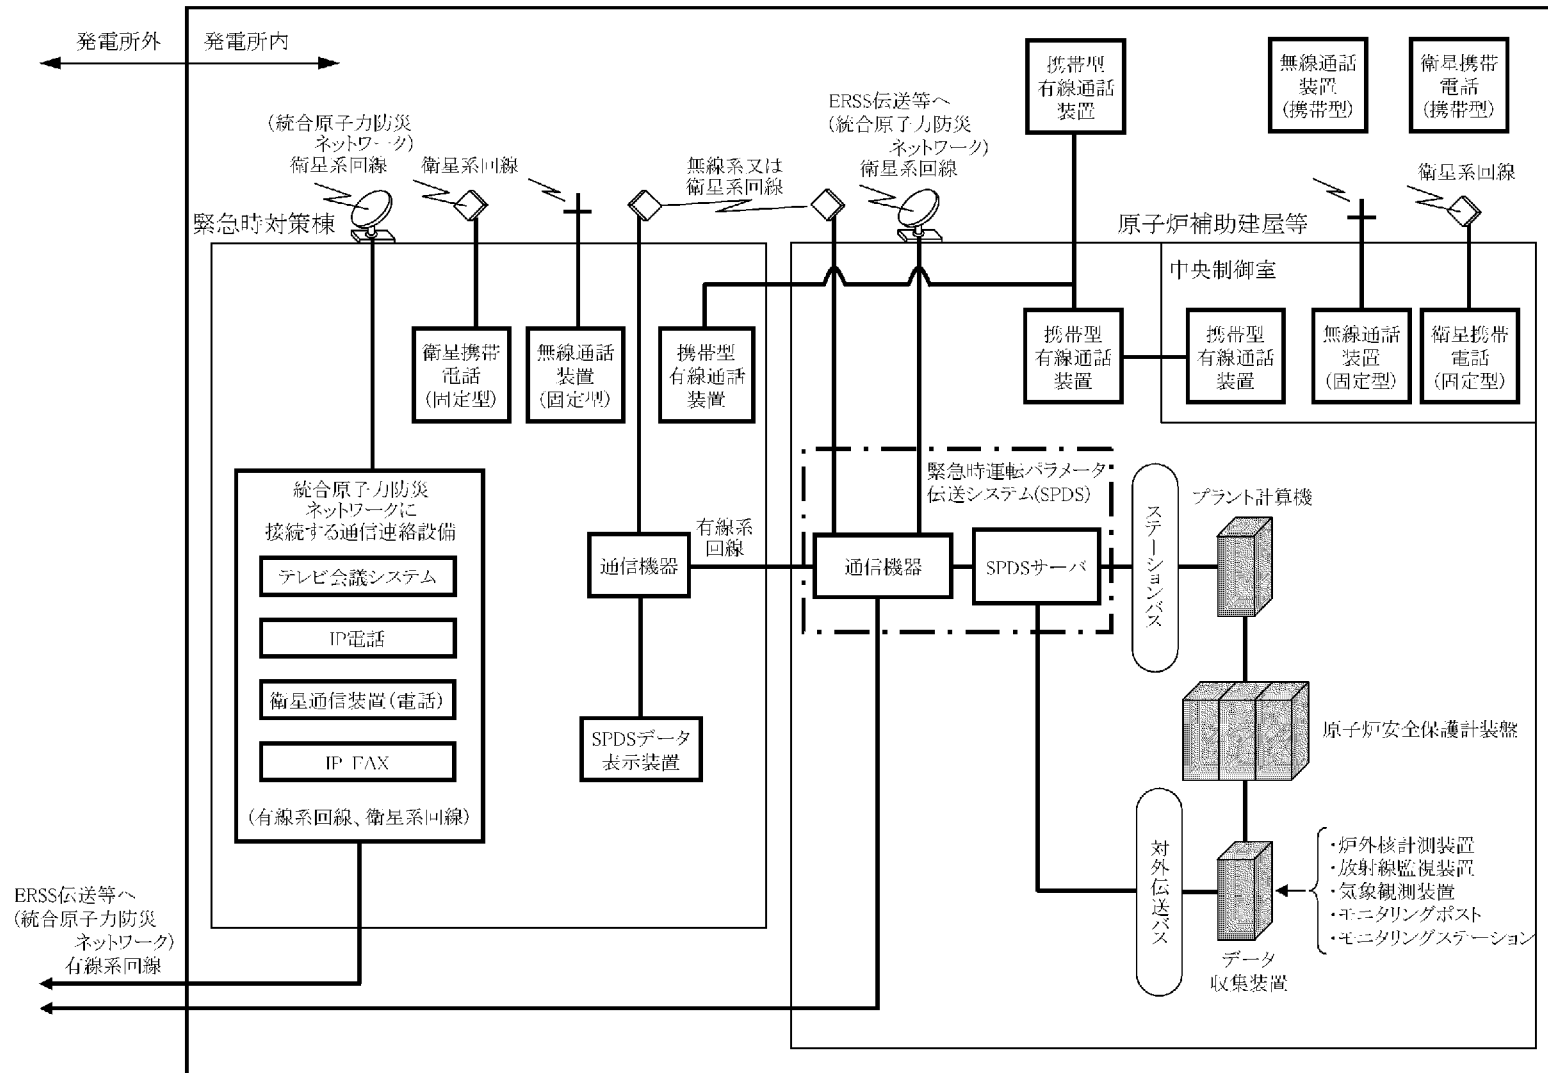 発電所外
発電所内
(統合原子力防災
ネットワーク)
衛星系回線
衛星系回線
無線系又は
衛星系回線
ERSS伝送等へ
(統合原子力防災
ネットワーク)
衛星系回線
携帯型
有線通話
装置
無線通話
装置
(携帯型)
衛星携帯
電話
(携帯型)
衛星系回線
緊急時対策棟
原子炉補助建屋等
中央制御室
衛星携帯
電話
(固定型)
無線通話
装置
(固定型)
携帯型
有線通話
装置
携帯型
有線通話
装置
携帯型
有線通話
装置
無線通話
装置
(固定型)
衛星携帯
電話
(固定型)
統合原子力防災
ネットワークに
接続する通信連絡設備
テレビ会議システム
IP電話
衛星通信装置(電話)
IP-FAX
(有線系回線、衛星系回線)
通信機器
有線系
回線
SPDSデータ
表示装置
緊急時運転パラメータ
伝送システム(SPDS)
通信機器
SPDSサーバ
ステーションバス
プラント計算機
原子炉安全保護計装盤
対外伝送バス
・炉外核計測装置
・放射線監視装置
・気象観測装置
・モニタリングポスト
・モニタリングステーション
データ
収集装置
ERSS伝送等へ
(統合原子力防災
ネットワーク)
有線系回線